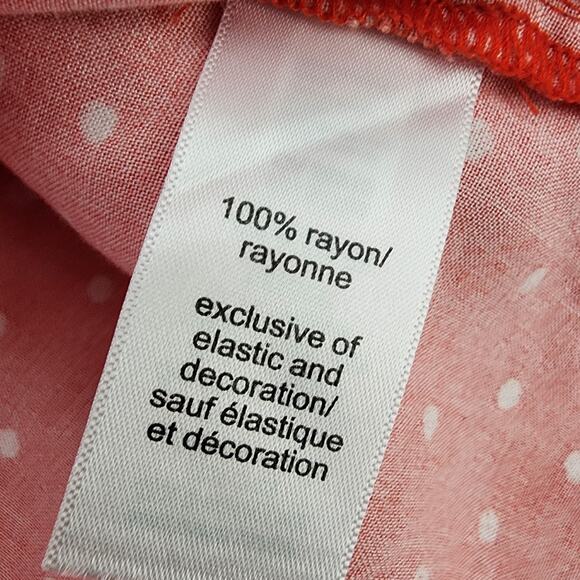 100% rayon/
rayonne
exclusive of
elastic and
decoration/
sauf élastique
et décoration